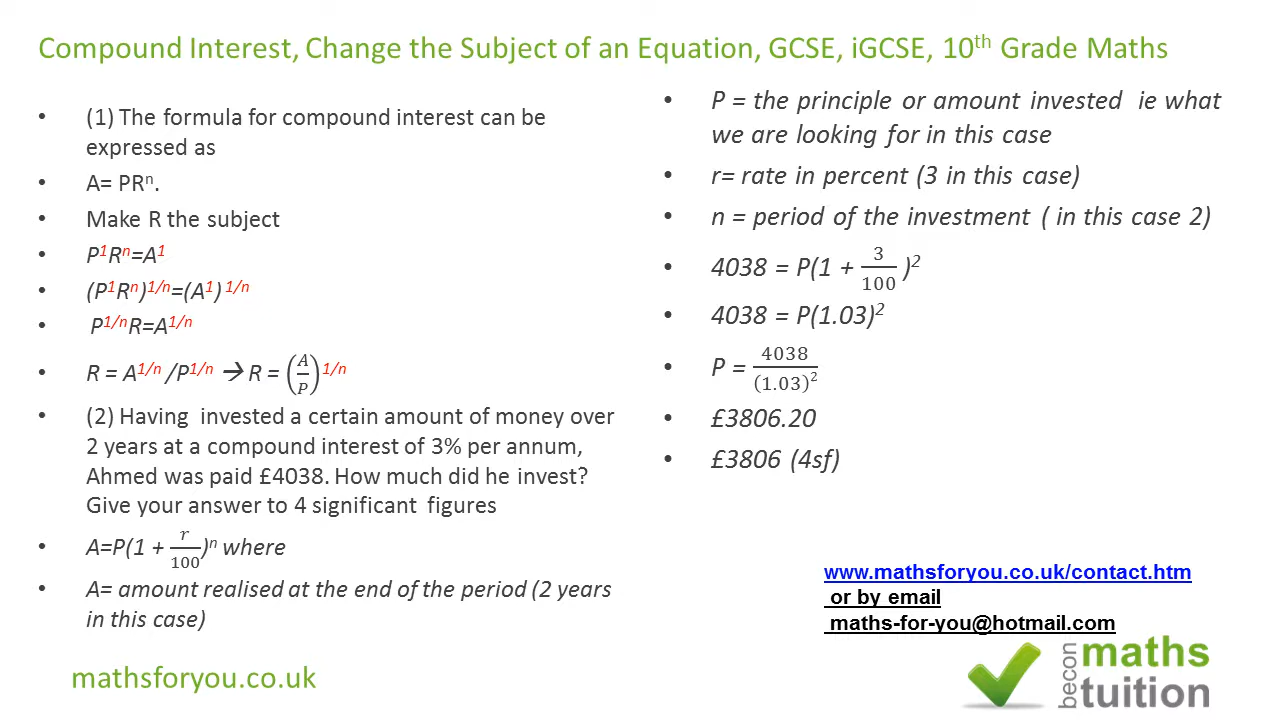 Compound Interest, Change the Subject of an Equation, GCSE, iGCSE, 10th Grade Maths
• (1) The formula for compound interest can be
expressed as
• A= PRⁿ.
• Make R the subject
• P¹Rⁿ=A¹
• (P¹Rⁿ)^1/n=(A¹)^1/n
• P^1/nR=A^1/n
• R = A^1/n /P^1/n → R = (A/P)^1/n
• (2) Having invested a certain amount of money over
2 years at a compound interest of 3% per annum,
Ahmed was paid £4038. How much did he invest?
Give your answer to 4 significant figures
• A=P(1 + r/100)ⁿ where
• A= amount realised at the end of the period (2 years
in this case)
• P = the principle or amount invested ie what
we are looking for in this case
• r= rate in percent (3 in this case)
• n = period of the investment ( in this case 2)
• 4038 = P(1 + 3/100 )²
• 4038 = P(1.03)²
• P = 4038/(1.03)²
• £3806.20
• £3806 (4sf)
www.mathsforyou.co.uk/contact.htm
or by email
maths-for-you@hotmail.com
mathsforyou.co.uk
becon maths
tuition